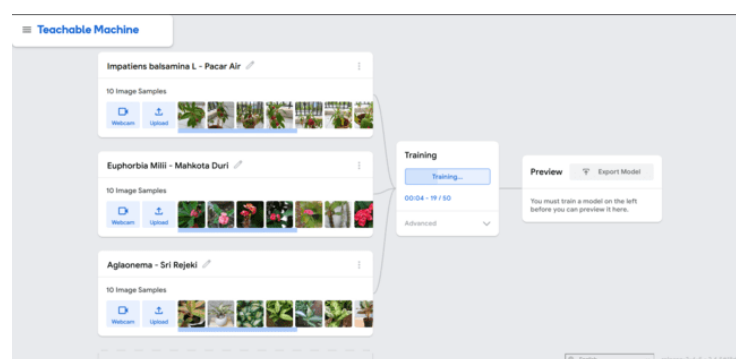 Teachable Machine
Impatiens balsamina L - Pacar Air
10 Image Samples
Webcam
Upload
Euphorbia Milii - Mahkota Duri
10 Image Samples
Webcam
Upload
Aglaonema - Sri Rejeki
10 Image Samples
Webcam
Upload
Training
Training...
00:04 - 19 / 50
Advanced
Preview
Export Model
You must train a model on the left
before you can preview it here.
English